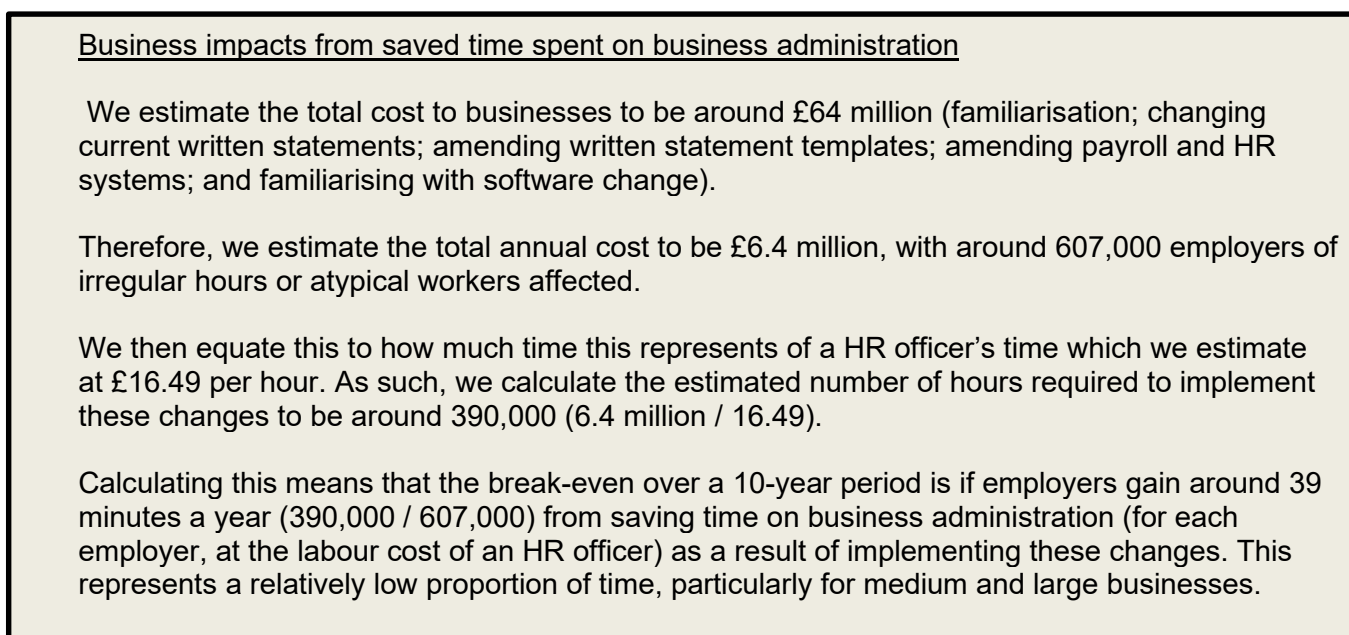 Business impacts from saved time spent on business administration
We estimate the total cost to businesses to be around £64 million (familiarisation; changing
current written statements; amending written statement templates; amending payroll and HR
systems; and familiarising with software change).
Therefore, we estimate the total annual cost to be £6.4 million, with around 607,000 employers of
irregular hours or atypical workers affected.
We then equate this to how much time this represents of a HR officer’s time which we estimate
at £16.49 per hour. As such, we calculate the estimated number of hours required to implement
these changes to be around 390,000 (6.4 million / 16.49).
Calculating this means that the break-even over a 10-year period is if employers gain around 39
minutes a year (390,000 / 607,000) from saving time on business administration (for each
employer, at the labour cost of an HR officer) as a result of implementing these changes. This
represents a relatively low proportion of time, particularly for medium and large businesses.